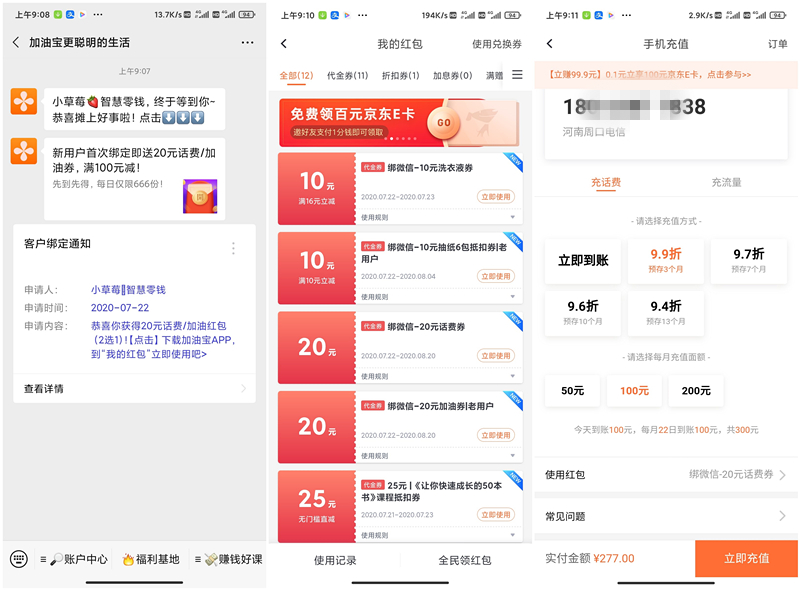 上午9:08
13.7K/s
94
加油宝更聪明的生活
上午9:07
小草莓🍓智慧零钱，终于等到你~
恭喜摊上好事啦！点击⬇️⬇️⬇️
新用户首次绑定即送20元话费/加
油券，满100元减！
先到先得，每日仅限666份！
客户绑定通知
申请人：
小草莓智慧零钱
申请时间：
2020-07-22
申请内容：
恭喜你获得20元话费/加油红包
（2选1）!【点击】下载加油宝APP，
到"我的红包"立即使用吧>
查看详情
账户中心
福利基地
赚钱好课
上午9:10
194K/s
94
我的红包
使用兑换券
全部(12)
代金券(11)
折扣券(1)
加息券(0)
满赠
免费领百元京东E卡
邀好友支付1分钱即可领取
GO
10元
满16元立减
代金券 绑微信-10元洗衣液券
NEW
2020.07.22~2020.07.23
立即使用
使用规则
10元
满10元立减
代金券 绑微信-10元抽纸6包抵扣券|老
用户
NEW
2020.07.22~2020.08.04
立即使用
使用规则
20元
代金券 绑微信-20元话费券
NEW
2020.07.22~2020.08.20
立即使用
使用规则
20元
代金券 绑微信-20元加油券|老用户
NEW
2020.07.22~2020.08.20
立即使用
使用规则
25元
无门槛直减
代金券 25元 |《让你快速成长的50本
书》课程抵扣券
NEW
2020.07.21~2020.07.23
立即使用
使用规则
使用记录
全民领红包
上午9:11
2.9K/s
94
手机充值
订单
【立赚99.9元】0.1元立享100元京东E卡，点击参与>>
18
838
河南周口电信
充话费
充流量
- 请选择充值方式 -
立即到账
9.9折
预存3个月
9.7折
预存7个月
9.6折
预存10个月
9.4折
预存13个月
- 请选择每月充值面额 -
50元
100元
200元
今天到账100元，每月22日到账100元，共300元
使用红包
绑微信-20元话费券
常见问题
实付金额 ¥277.00
立即充值